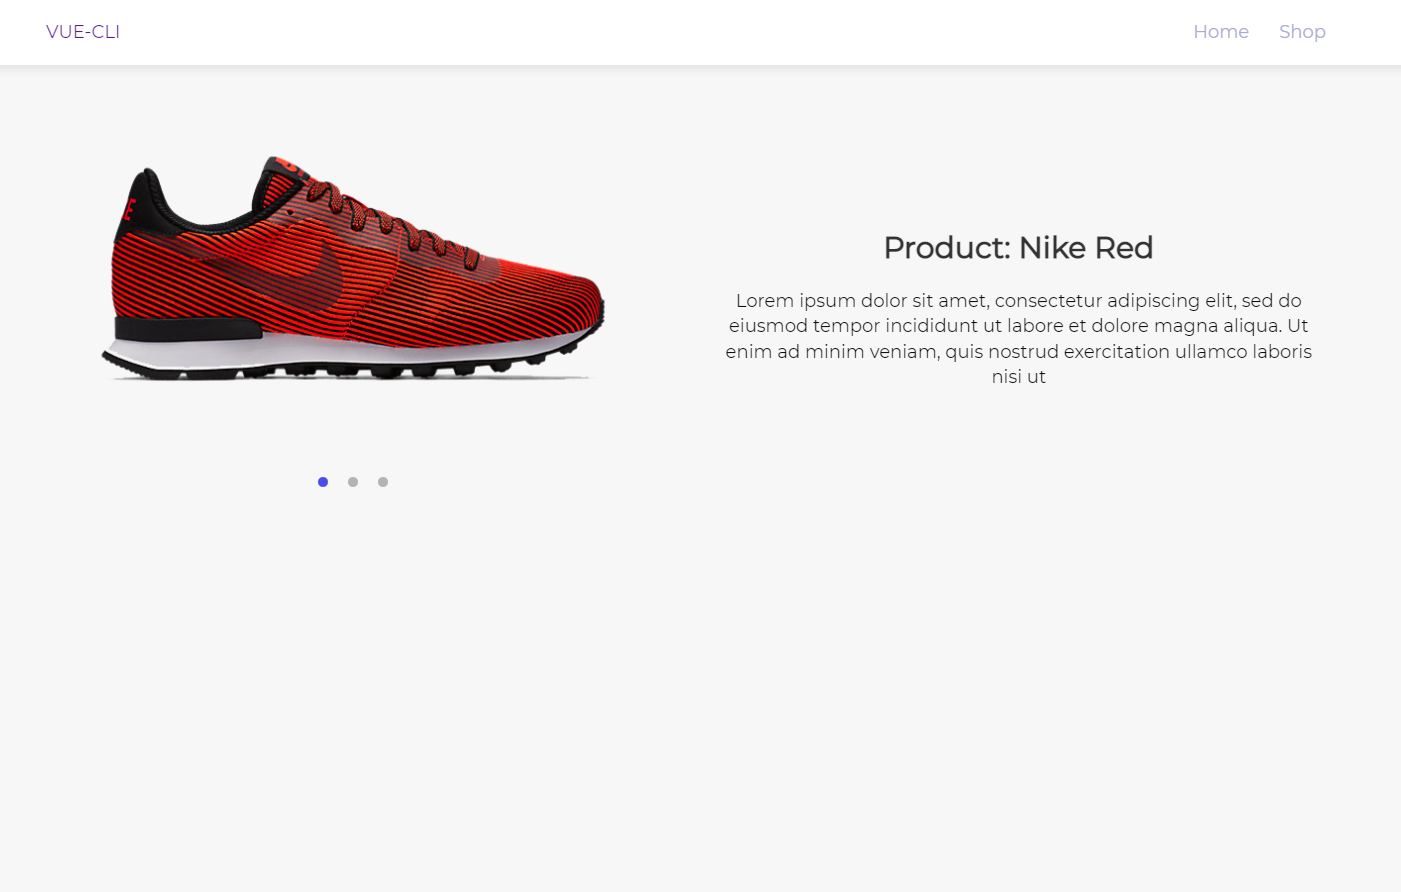 VUE-CLI
Home
Shop
Product: Nike Red
Lorem ipsum dolor sit amet, consectetur adipiscing elit, sed do
eiusmod tempor incididunt ut labore et dolore magna aliqua. Ut
enim ad minim veniam, quis nostrud exercitation ullamco laboris
nisi ut